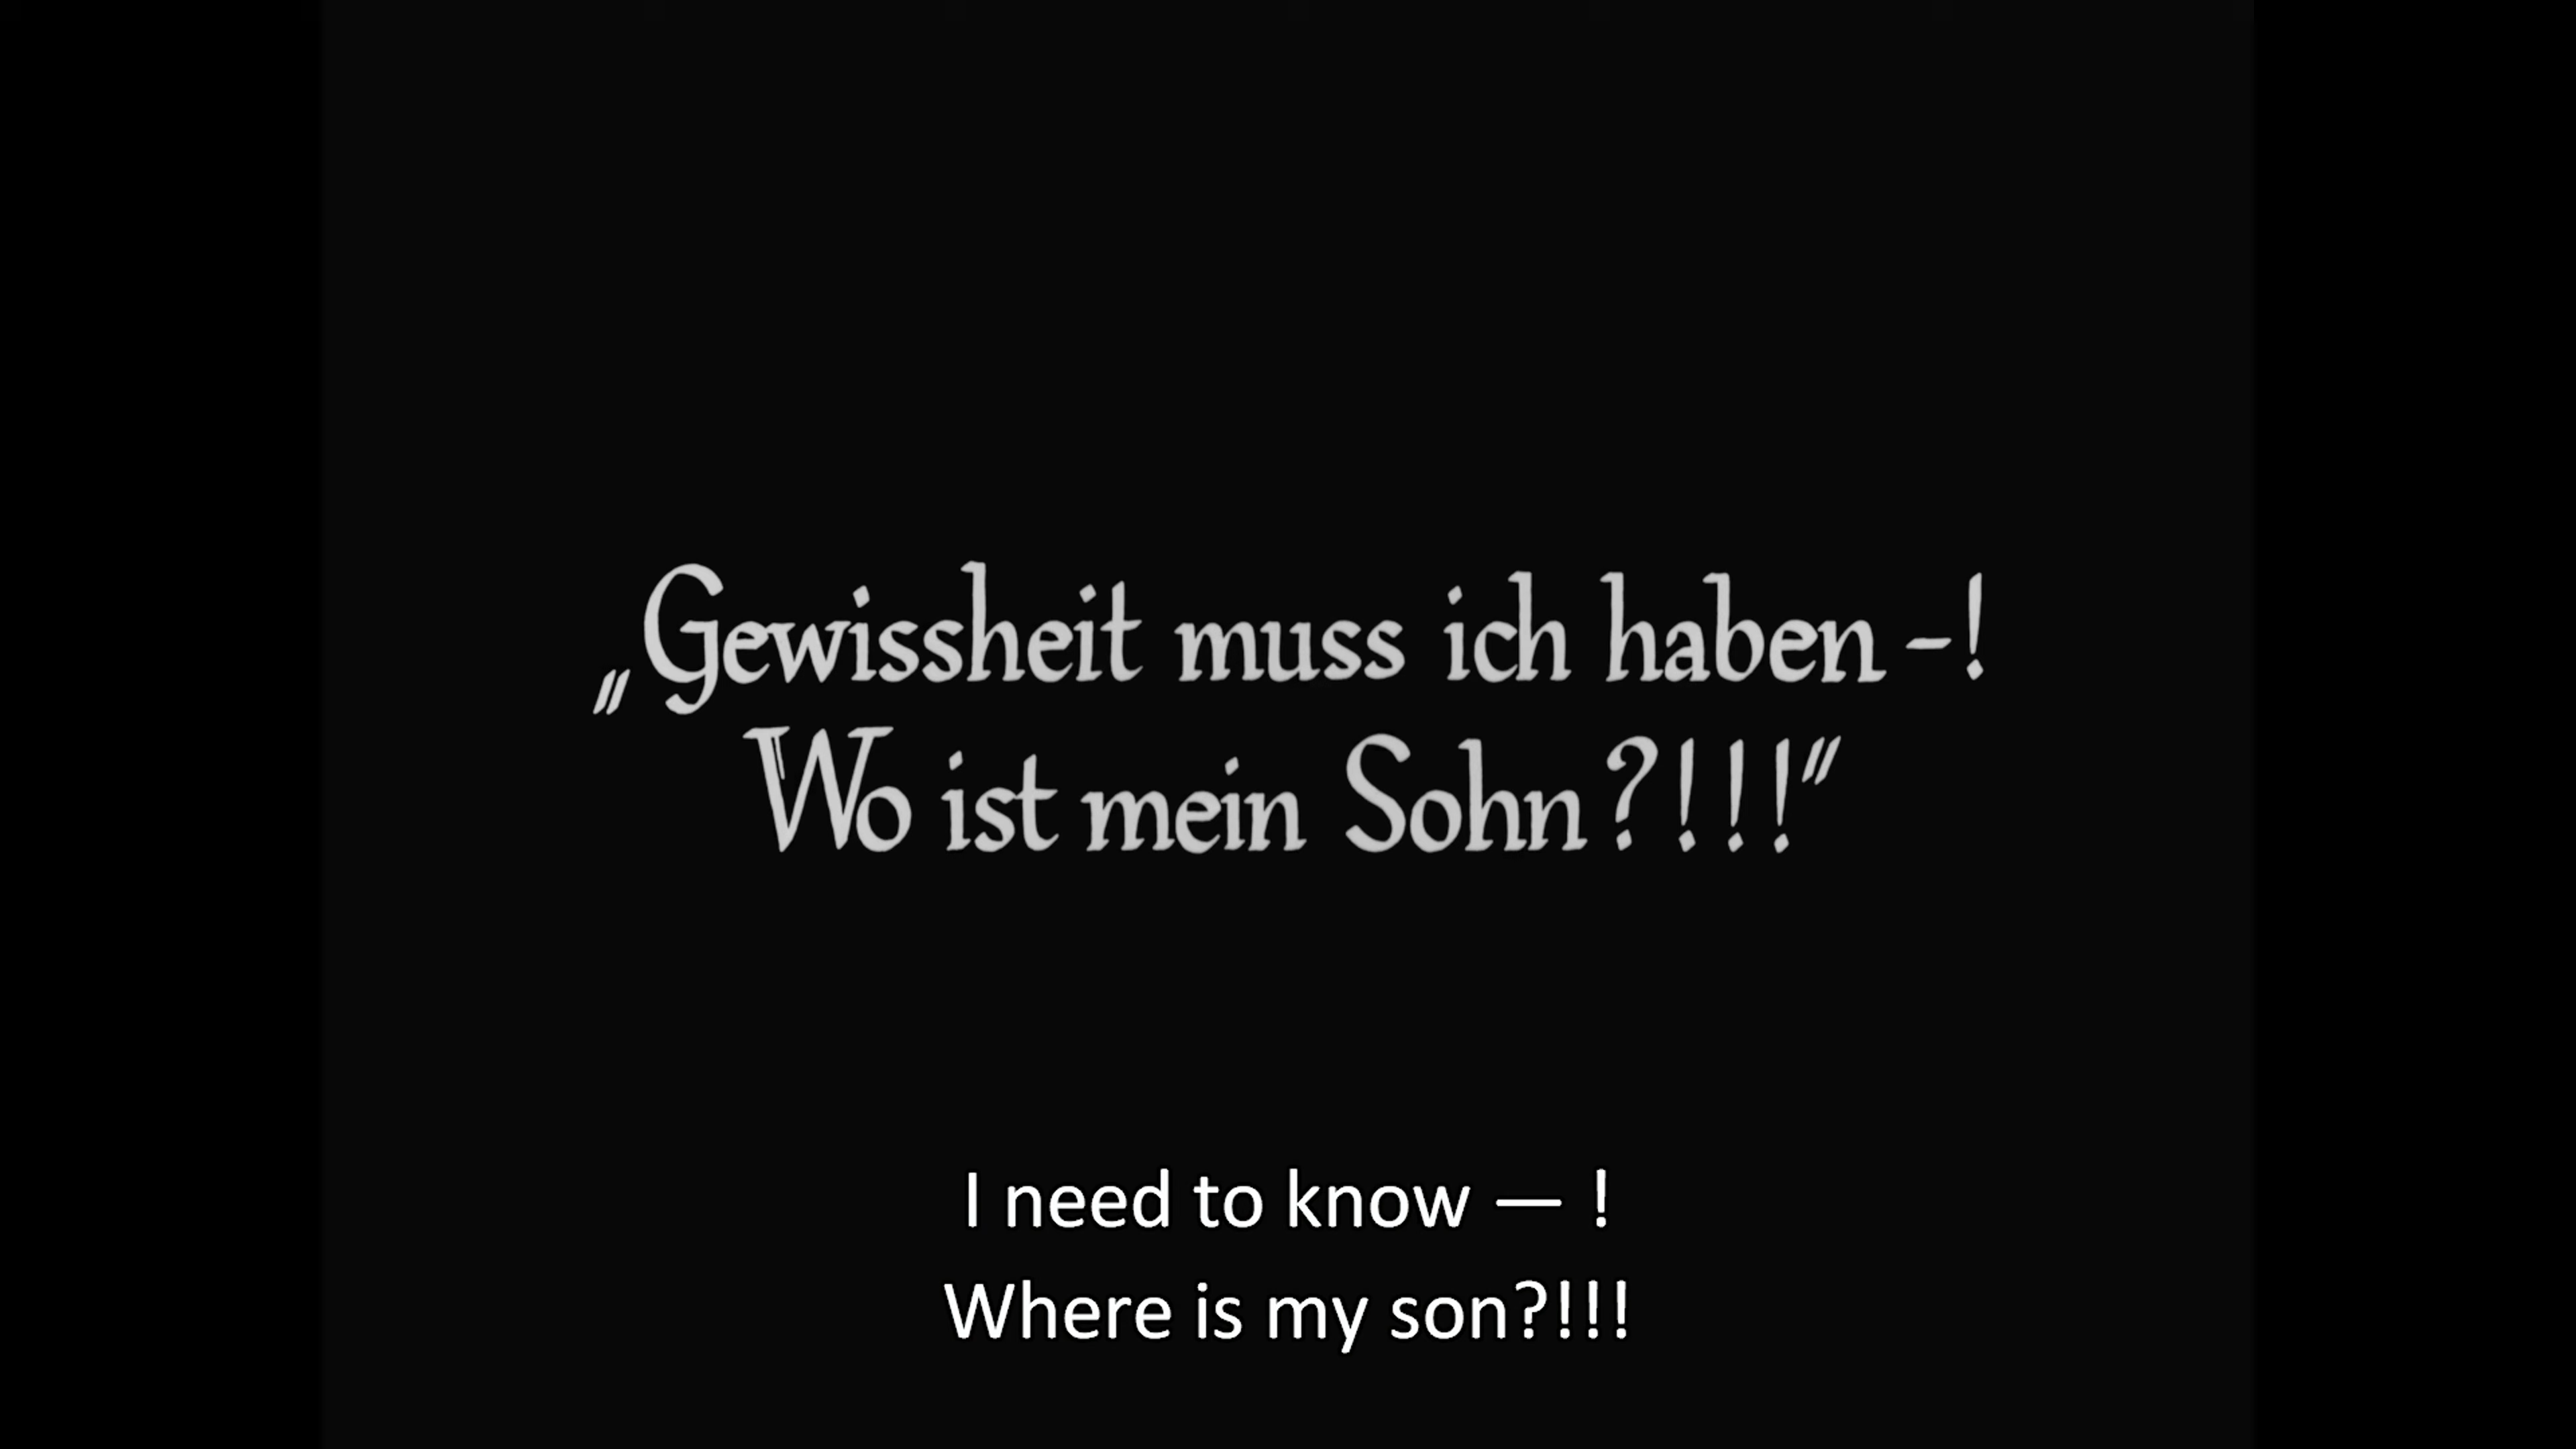 „Gewissheit muss ich haben -!
Wo ist mein Sohn?!!!”
I need to know — !
Where is my son?!!!